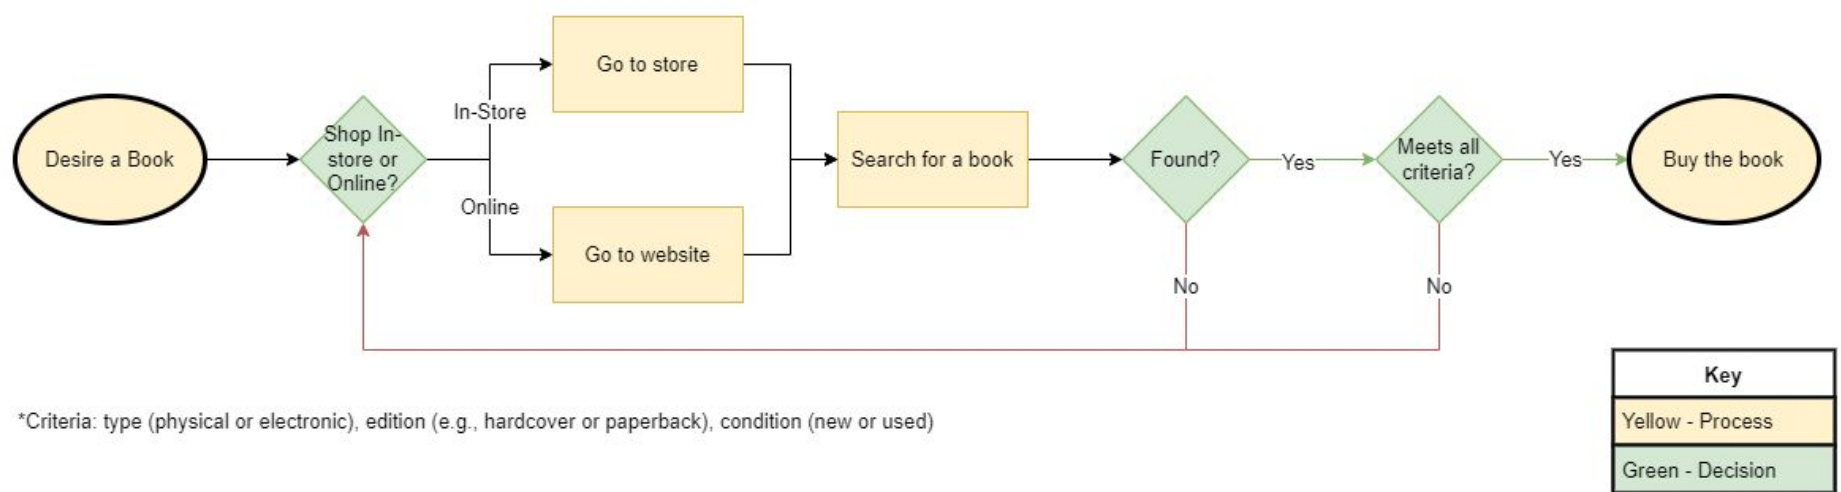 Desire a Book
Shop In-
store or
Online?
In-Store
Online
Go to store
Go to website
Search for a book
Found?
Yes
No
Meets all
criteria?
Yes
No
Buy the book
*Criteria: type (physical or electronic), edition (e.g., hardcover or paperback), condition (new or used)
Key
Yellow - Process
Green - Decision